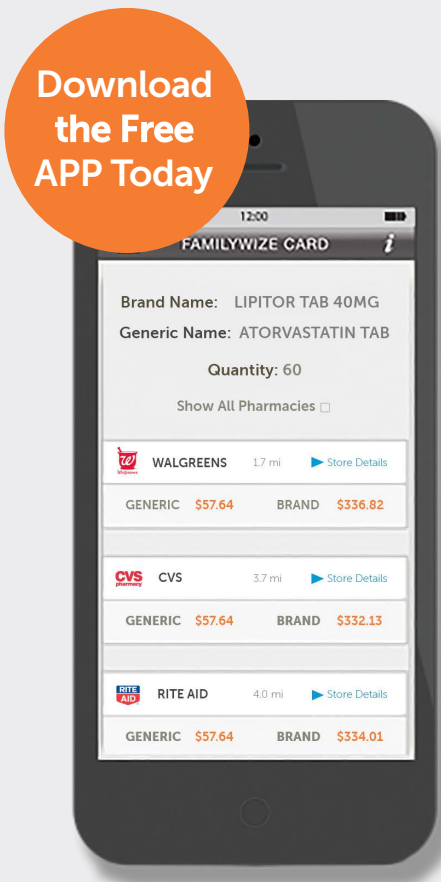 Download
the Free
APP Today
12:00
FAMILYWIZE CARD i
Brand Name: LIPITOR TAB 40MG
Generic Name: ATORVASTATIN TAB
Quantity: 60
Show All Pharmacies
WALGREENS 1.7 mi Store Details
GENERIC $57.64 BRAND $336.82
CVS pharmacy CVS 3.7 mi Store Details
GENERIC $57.64 BRAND $332.13
RITE AID RITE AID 4.0 mi Store Details
GENERIC $57.64 BRAND $334.01